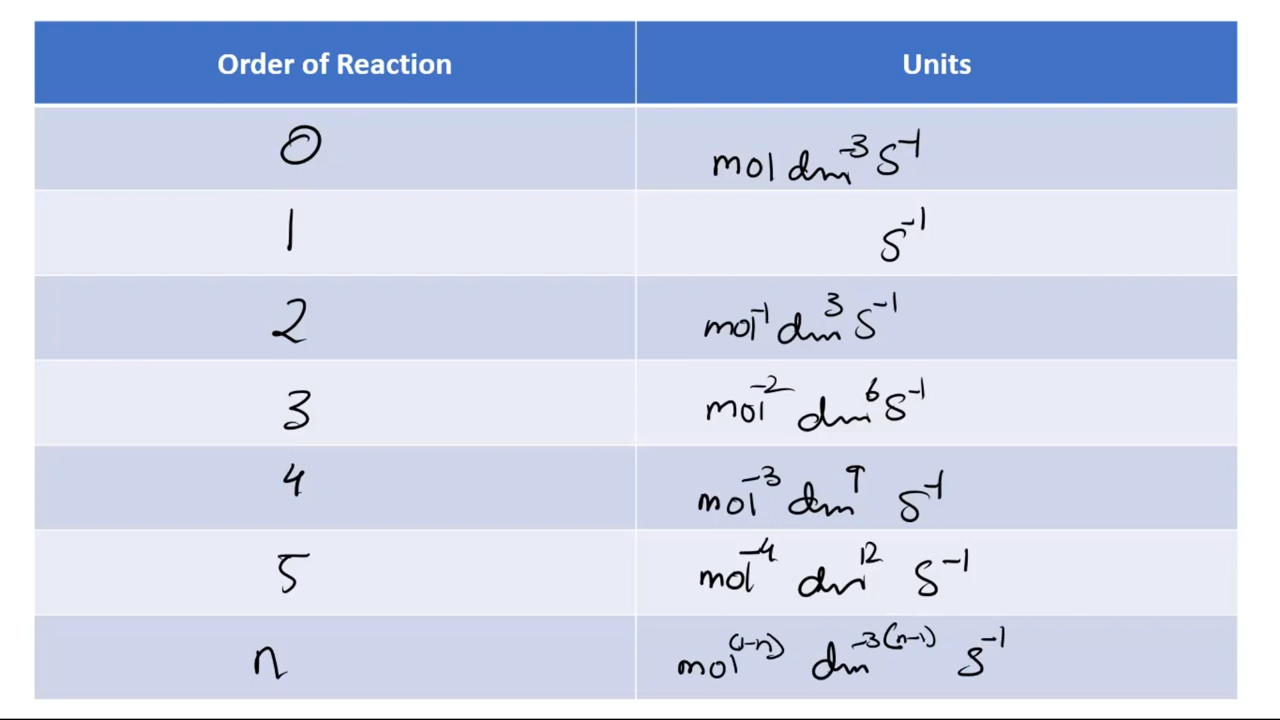 Order of Reaction Units
0 mol dm⁻³ S⁻¹
1 S⁻¹
2 mol⁻¹ dm³ S⁻¹
3 mol⁻² dm⁶ S⁻¹
4 mol⁻³ dm⁹ S⁻¹
5 mol⁻⁴ dm¹² S⁻¹
n mol⁽¹⁻ⁿ⁾ dm⁻³⁽ⁿ⁻¹⁾ S⁻¹